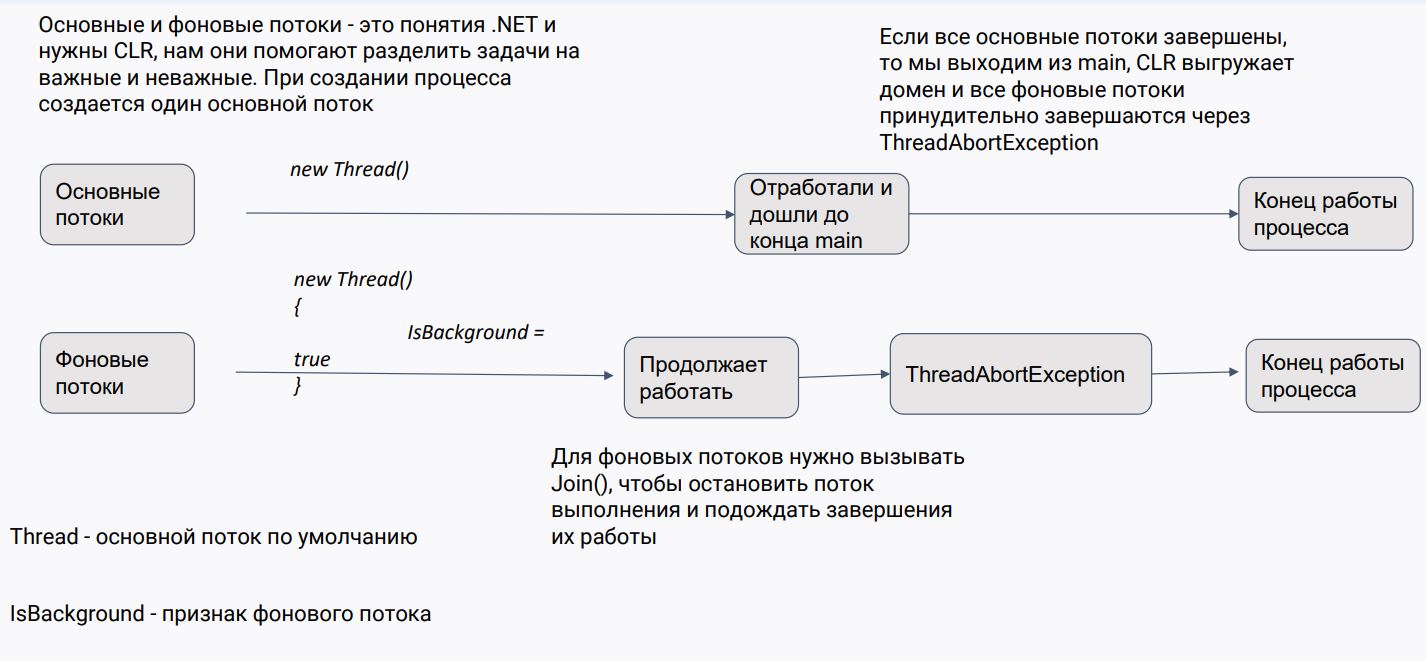 Основные и фоновые потоки - это понятия .NET и
нужны CLR, нам они помогают разделить задачи на
важные и неважные. При создании процесса
создается один основной поток
Если все основные потоки завершены,
то мы выходим из main, CLR выгружает
домен и все фоновые потоки
принудительно завершаются через
ThreadAbortException
Основные
потоки
new Thread()
Отработали и
дошли до
конца main
Конец работы
процесса
Фоновые
потоки
new Thread()
{
IsBackground =
true
}
Продолжает
работать
ThreadAbortException
Конец работы
процесса
Для фоновых потоков нужно вызывать
Join(), чтобы остановить поток
выполнения и подождать завершения
их работы
Thread - основной поток по умолчанию
IsBackground - признак фонового потока